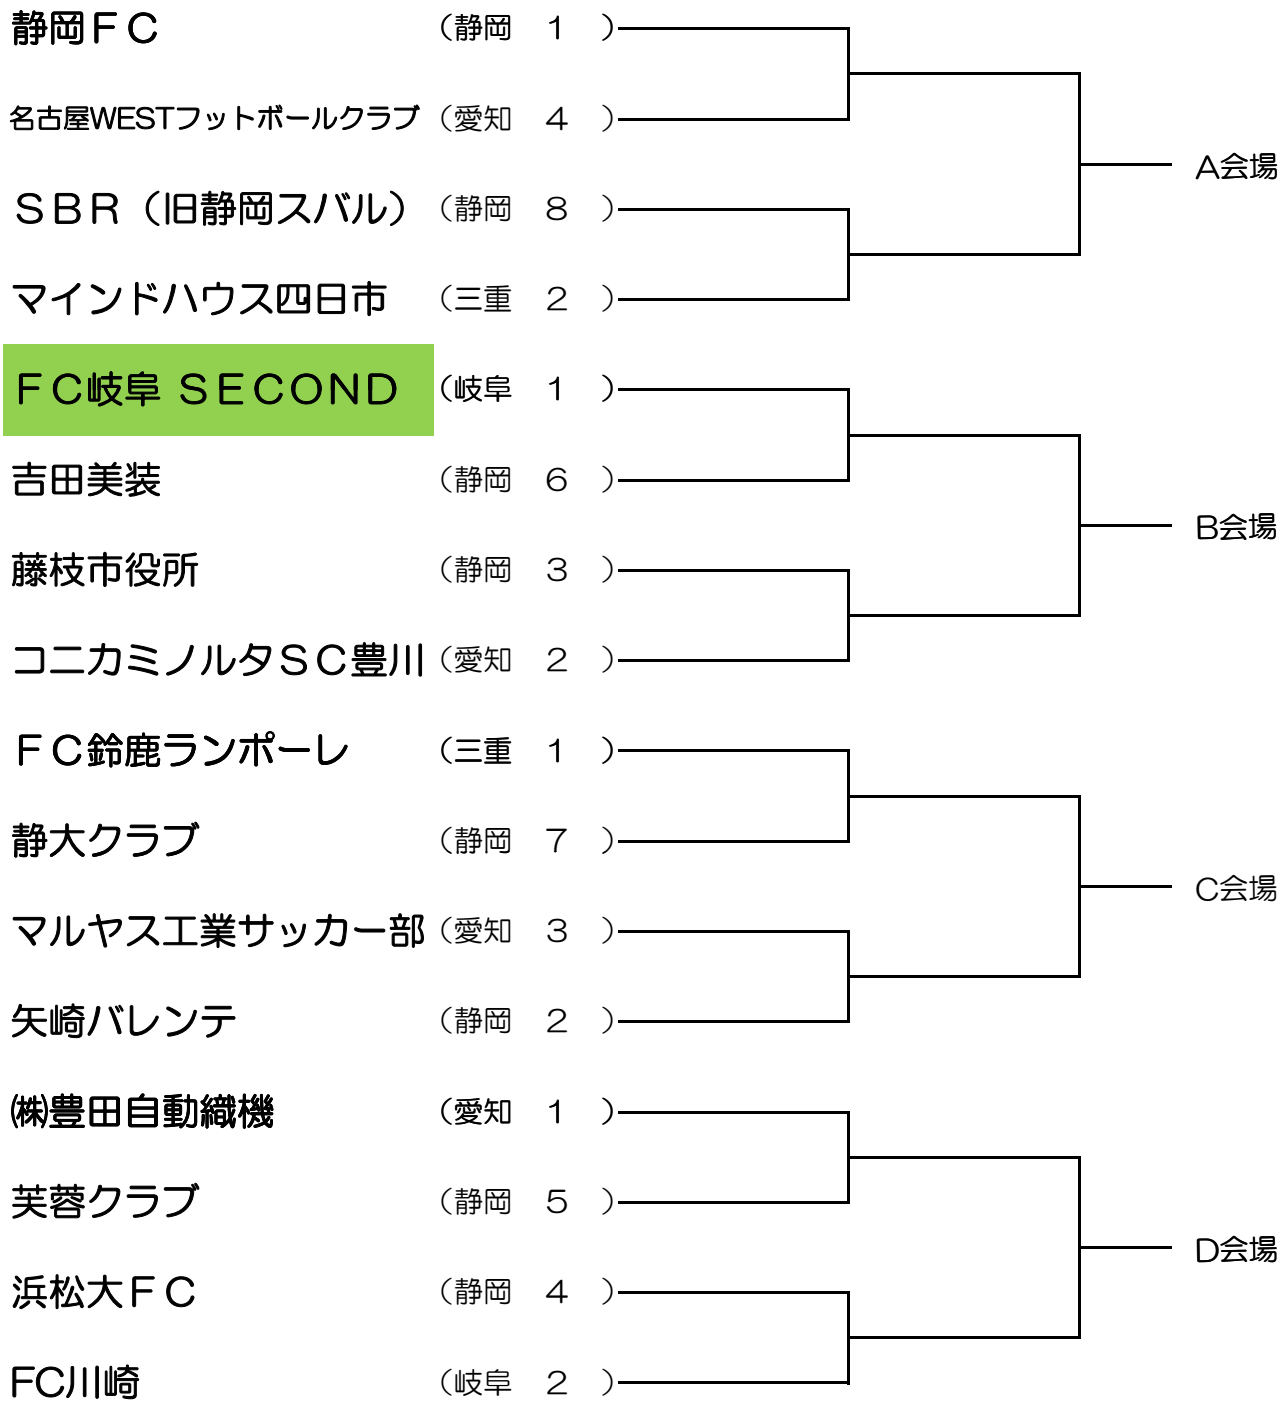 静岡ＦＣ （静岡　１　）
名古屋WESTフットボールクラブ （愛知　４　）
A会場
ＳＢＲ（旧静岡スバル） （静岡　８　）
マインドハウス四日市 （三重　２　）
ＦＣ岐阜 ＳＥＣＯＮＤ （岐阜　１　）
吉田美装 （静岡　６　）
B会場
藤枝市役所 （静岡　３　）
コニカミノルタＳＣ豊川 （愛知　２　）
ＦＣ鈴鹿ランポーレ （三重　１　）
静大クラブ （静岡　７　）
C会場
マルヤス工業サッカー部 （愛知　３　）
矢崎バレンテ （静岡　２　）
㈱豊田自動織機 （愛知　１　）
芙蓉クラブ （静岡　５　）
D会場
浜松大ＦＣ （静岡　４　）
FC川崎 （岐阜　２　）